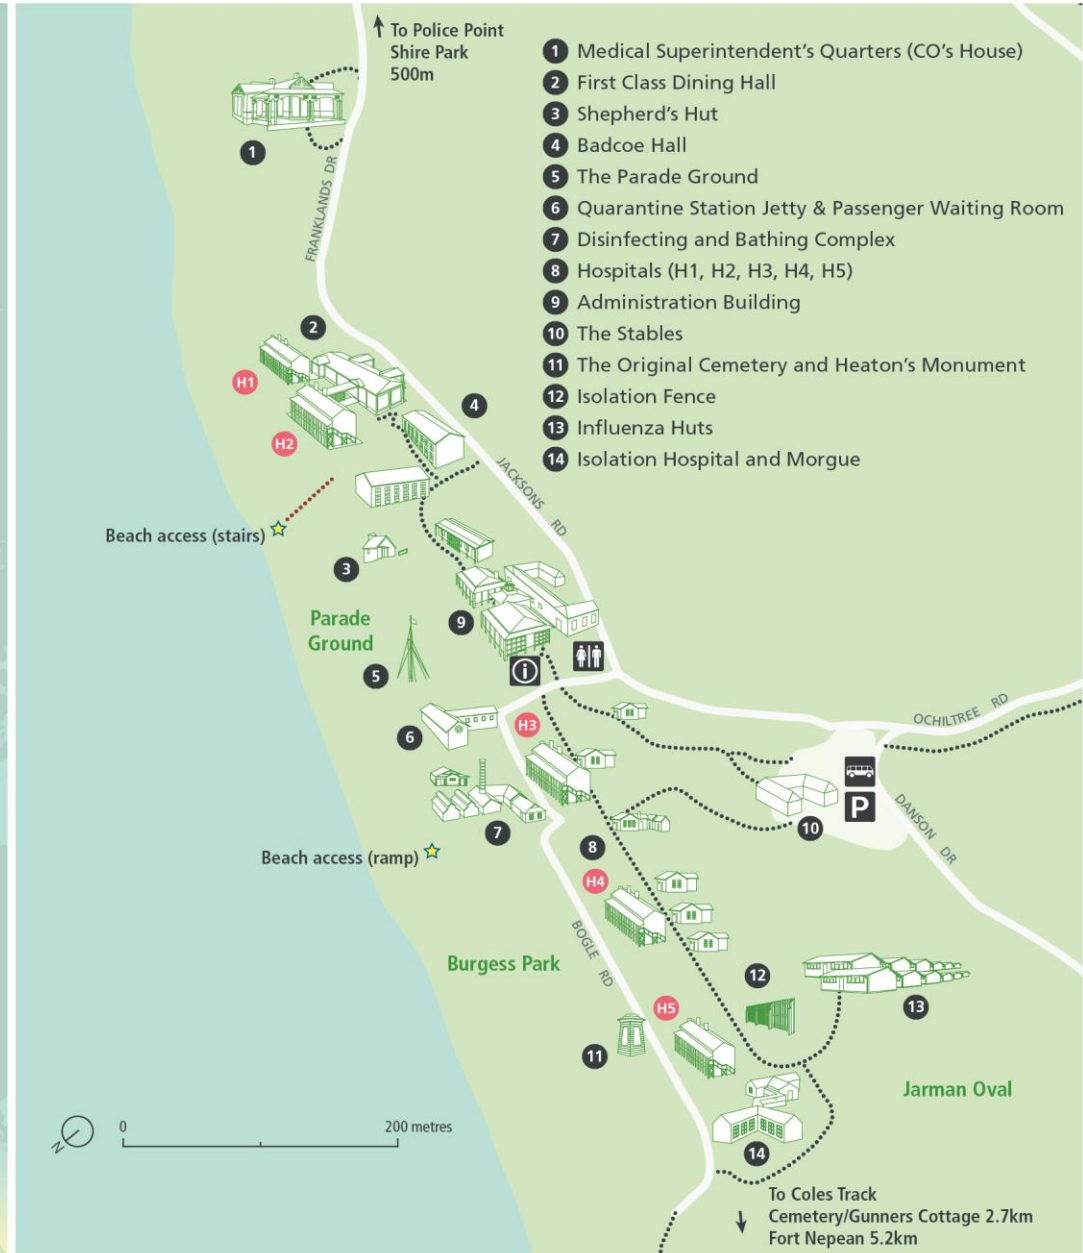 To Police Point
Shire Park
500m
1 Medical Superintendent's Quarters (CO's House)
2 First Class Dining Hall
3 Shepherd's Hut
4 Badcoe Hall
5 The Parade Ground
6 Quarantine Station Jetty & Passenger Waiting Room
7 Disinfecting and Bathing Complex
8 Hospitals (H1, H2, H3, H4, H5)
9 Administration Building
10 The Stables
11 The Original Cemetery and Heaton's Monument
12 Isolation Fence
13 Influenza Huts
14 Isolation Hospital and Morgue
1
FRANKLANDS DR
2
H1
4
H2
JACKSONS RD
Beach access (stairs)
3
Parade
Ground
9
i
5
OCHILTREE RD
H3
6
P
DANSON DR
10
7
8
Beach access (ramp)
H4
BOGLE RD
Burgess Park
12
H5
13
11
Jarman Oval
N
0
200 metres
14
To Coles Track
Cemetery/Gunners Cottage 2.7km
Fort Nepean 5.2km